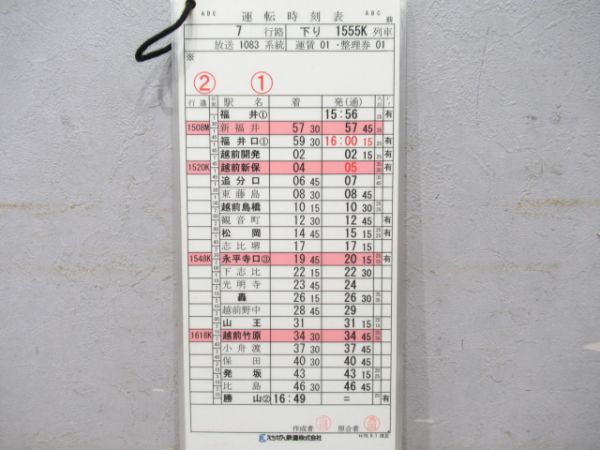 ABC 運転時刻表 ABC
7 行路 下り 1555K 列車
放送 1083 系統 運賃 01 ・整理券 01
※
② ①
行違 駅名 着 発(通)
福井① 15:56 有
1508M 新福井 57 30 57 45
福井口① 59 30 16:00 15 有
越前開発 02 02 15 有
1520K 越前新保 04 05 有
追分口 06 45 07
東藤島 08 30 08 45
越前島橋 10 15 10 30
観音町 12 30 12 45 有
松岡 14 45 15 15 有
志比堺 17 17 15
1548K 永平寺口③ 19 45 20 15 有
下志比 22 15 22 30
光明寺 23 45 24
轟 26 15 26 30
越前野中 28 45 29
山王 31 31 15
1618K 越前竹原 34 30 34 45
小舟渡 37 30 37 45
保田 40 30 40 45
発坂 43 43 15
比島 46 30 46 45
勝山② 16:49 = 有
作成者 照合者
えちぜん鉄道株式会社